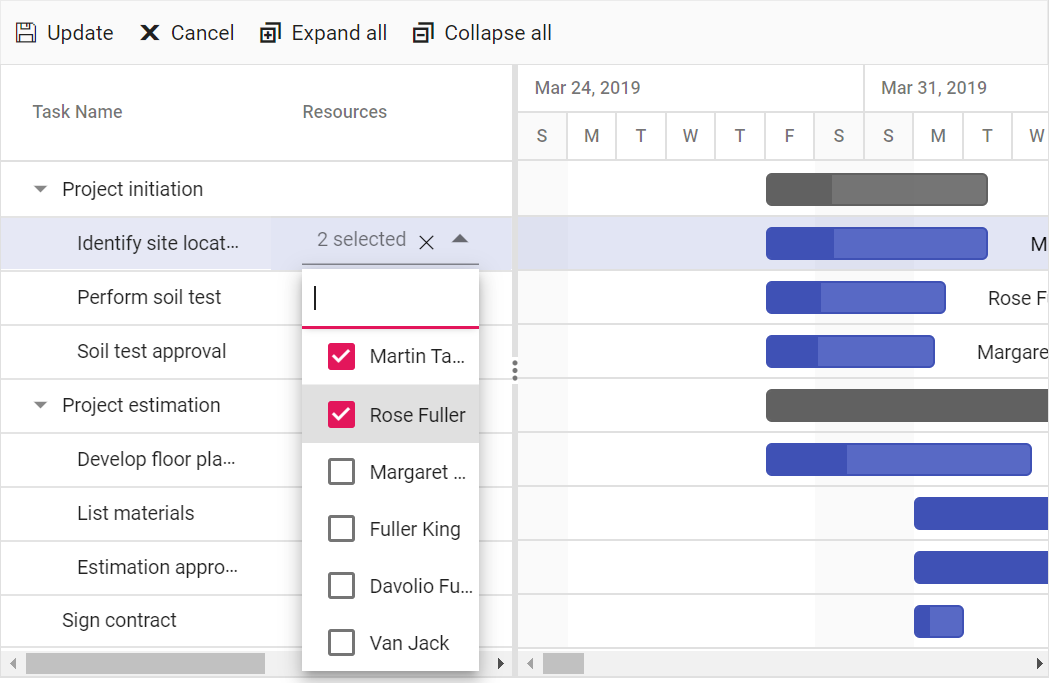 Update Cancel Expand all Collapse all
Task Name Resources
Mar 24, 2019 Mar 31, 2019
S M T W T F S S M T W
Project initiation
Identify site locat... 2 selected
M
Perform soil test
Rose F
Soil test approval
Margare
Project estimation
Develop floor pla...
List materials
Estimation appro...
Sign contract
Martin Ta...
Rose Fuller
Margaret ...
Fuller King
Davolio Fu...
Van Jack